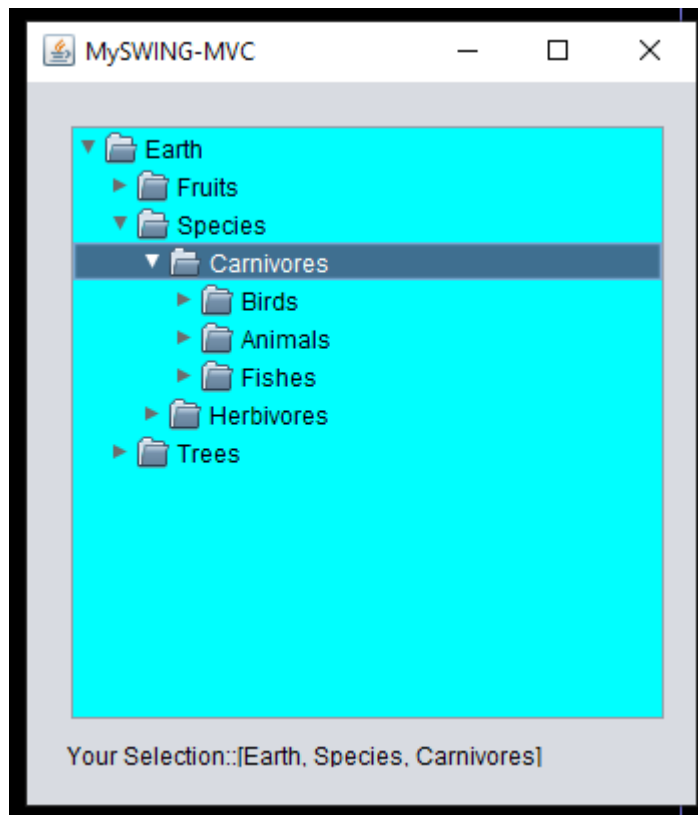 MySWING-MVC
Earth
Fruits
Species
Carnivores
Birds
Animals
Fishes
Herbivores
Trees
Your Selection::[Earth, Species, Carnivores]